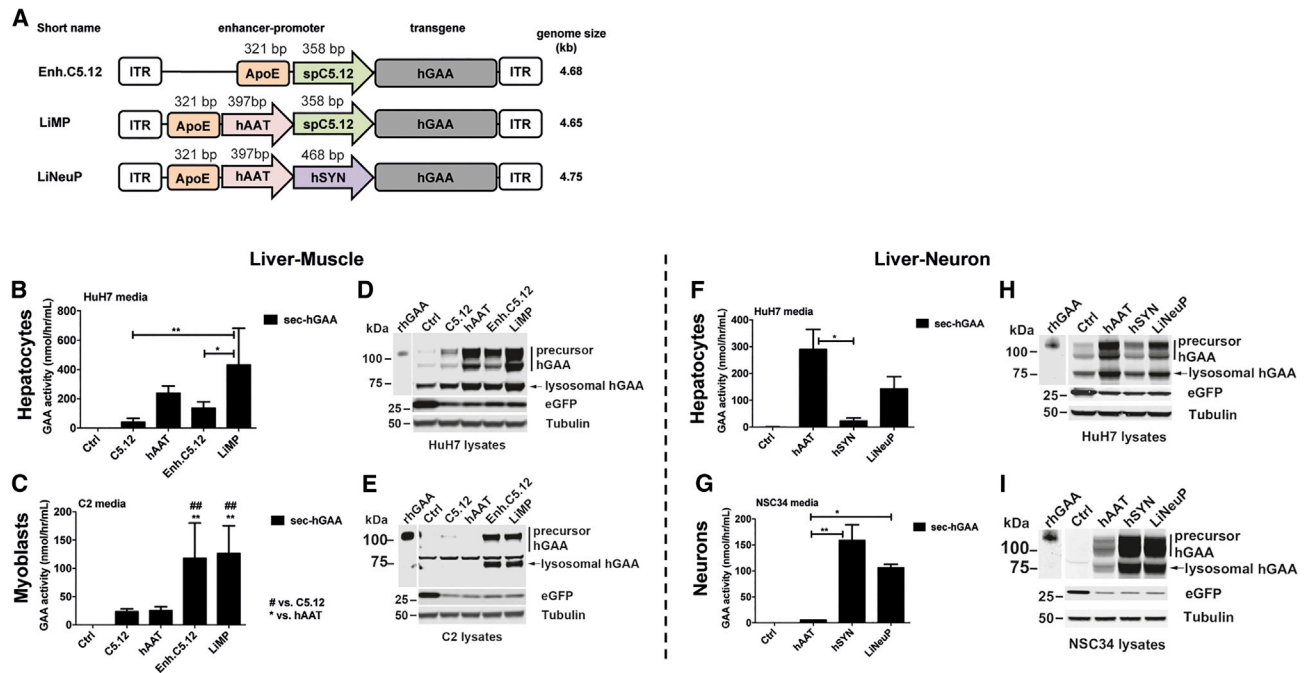 A
Short name enhancer-promoter transgene genome size
(kb)
321 bp 358 bp
Enh.C5.12 ITR ApoE spC5.12 hGAA ITR 4.68
321 bp 397bp 358 bp
LiMP ITR ApoE hAAT spC5.12 hGAA ITR 4.65
321 bp 397bp 468 bp
LiNeuP ITR ApoE hAAT hSYN hGAA ITR 4.75
Liver-Muscle
B
Hepatocytes
HuH7 media
GAA activity (nmol/hr/mL)
800
600
400
200
0
** 
*
sec-hGAA
Ctrl C5.12 hAAT Enh.C5.12 LiMP
D
rhGAA Ctrl C5.12 hAAT Enh.C5.12 LiMP
kDa
precursor
100
hGAA
75 lysosomal hGAA
25 eGFP
50 Tubulin
HuH7 lysates
C
Myoblasts
C2 media
GAA activity (nmol/hr/mL)
200
150
100
50
0
## ##
** **
sec-hGAA
# vs. C5.12
* vs. hAAT
Ctrl C5.12 hAAT Enh.C5.12 LiMP
E
rhGAA Ctrl C5.12 hAAT Enh.C5.12 LiMP
kDa
precursor
100
hGAA
75
lysosomal hGAA
25 eGFP
50 Tubulin
C2 lysates
Liver-Neuron
F
Hepatocytes
HuH7 media
GAA activity (nmol/hr/mL)
400
300
200
100
0
*
sec-hGAA
Ctrl hAAT hSYN LiNeuP
H
rhGAA Ctrl hAAT hSYN LiNeuP
kDa
precursor
100
hGAA
75 lysosomal hGAA
25 eGFP
50 Tubulin
HuH7 lysates
G
Neurons
NSC34 media
GAA activity (nmol/hr/mL)
200
150
100
50
0
*
**
sec-hGAA
Ctrl hAAT hSYN LiNeuP
I
rhGAA Ctrl hAAT hSYN LiNeuP
kDa
precursor
100
hGAA
75 lysosomal hGAA
25 eGFP
50 Tubulin
NSC34 lysates